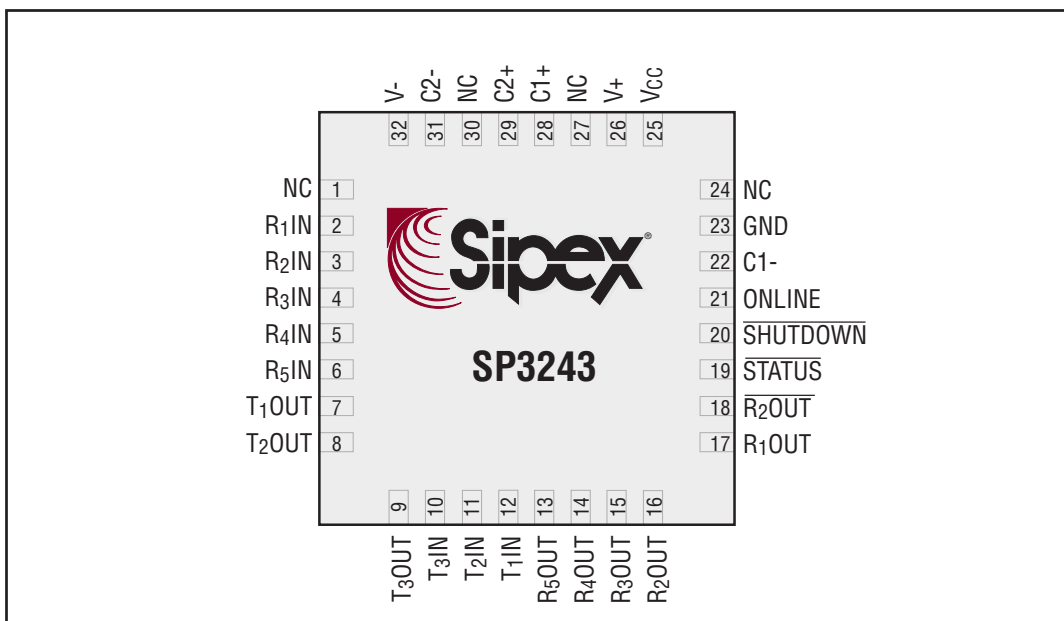 V- C2- NC C2+ C1+ NC V+ VCC
32 31 30 29 28 27 26 25
NC 1
R1IN 2
R2IN 3
R3IN 4
R4IN 5
R5IN 6
T1OUT 7
T2OUT 8
Sipex®
SP3243
24 NC
23 GND
22 C1-
21 ONLINE
20 SHUTDOWN
19 STATUS
18 R2OUT
17 R1OUT
9 10 11 12 13 14 15 16
T3OUT T3IN T2IN T1IN R5OUT R4OUT R3OUT R2OUT